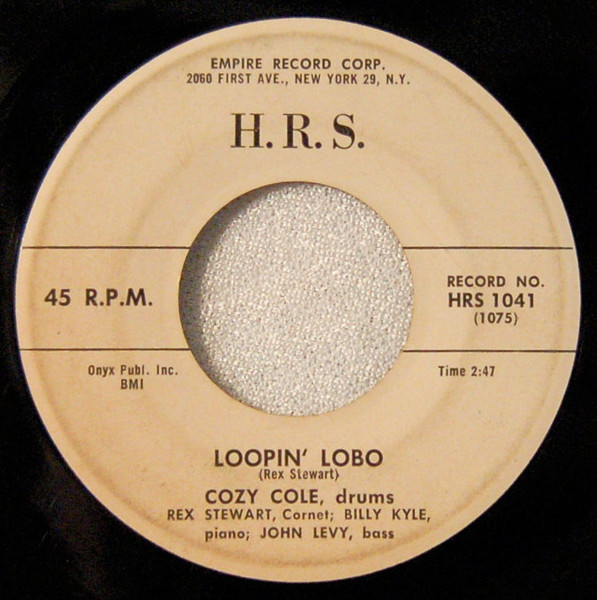 EMPIRE RECORD CORP.
2060 FIRST AVE., NEW YORK 29, N.Y.
H.R.S.
45 R.P.M.
RECORD NO.
HRS 1041
(1075)
Onyx Publ. Inc.
BMI
Time 2:47
LOOPIN' LOBO
(Rex Stewart)
COZY COLE, drums
REX STEWART, Cornet; BILLY KYLE,
piano; JOHN LEVY, bass